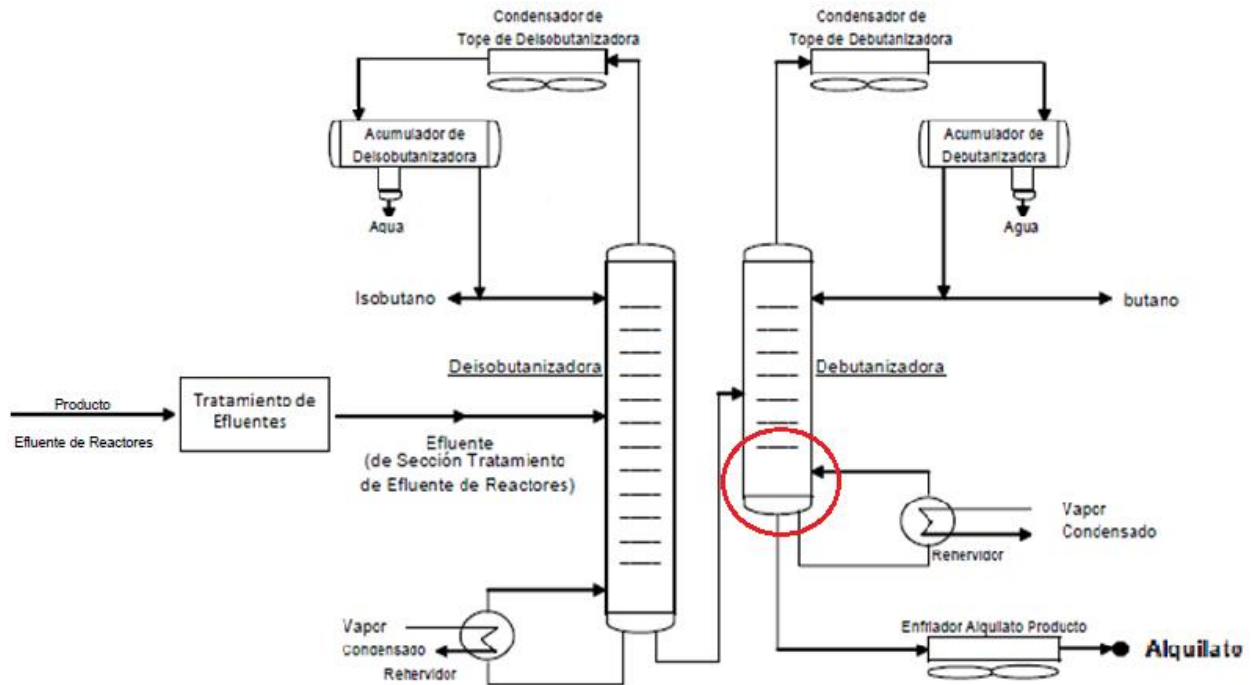 Condensador de
Tope de Deisobutanizadora
Condensador de
Tope de Debutanizadora
Acumulador de
Deisobutanizadora
Acumulador de
Debutanizadora
Agua
Agua
Isobutano
butano
Deisobutanizadora
Debutanizadora
Producto
Efluente de Reactores
Tratamiento de
Efluentes
Efluente
(de Sección Tratamiento
de Efluente de Reactores)
Vapor
Condensado
Rehervidor
Vapor
Condensado
Rehervidor
Enfriador Alquilato Producto
Alquilato